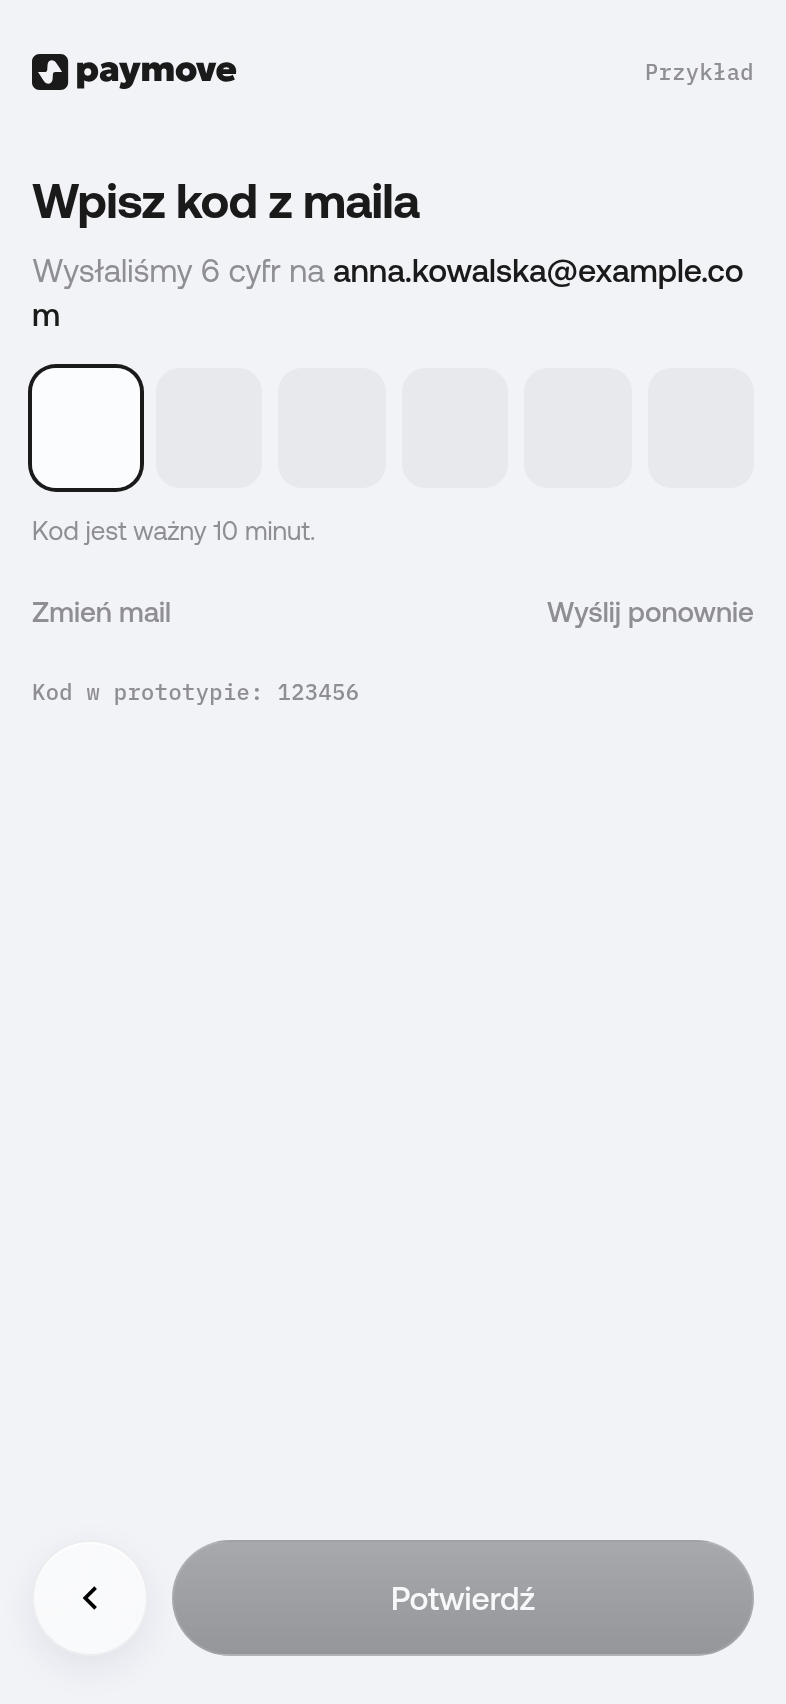 paymove
Przykład
Wpisz kod z maila
Wysłaliśmy 6 cyfr na anna.kowalska@example.co
m
Kod jest ważny 10 minut.
Zmień mail
Wyślij ponownie
Kod w prototypie: 123456
Potwierdź